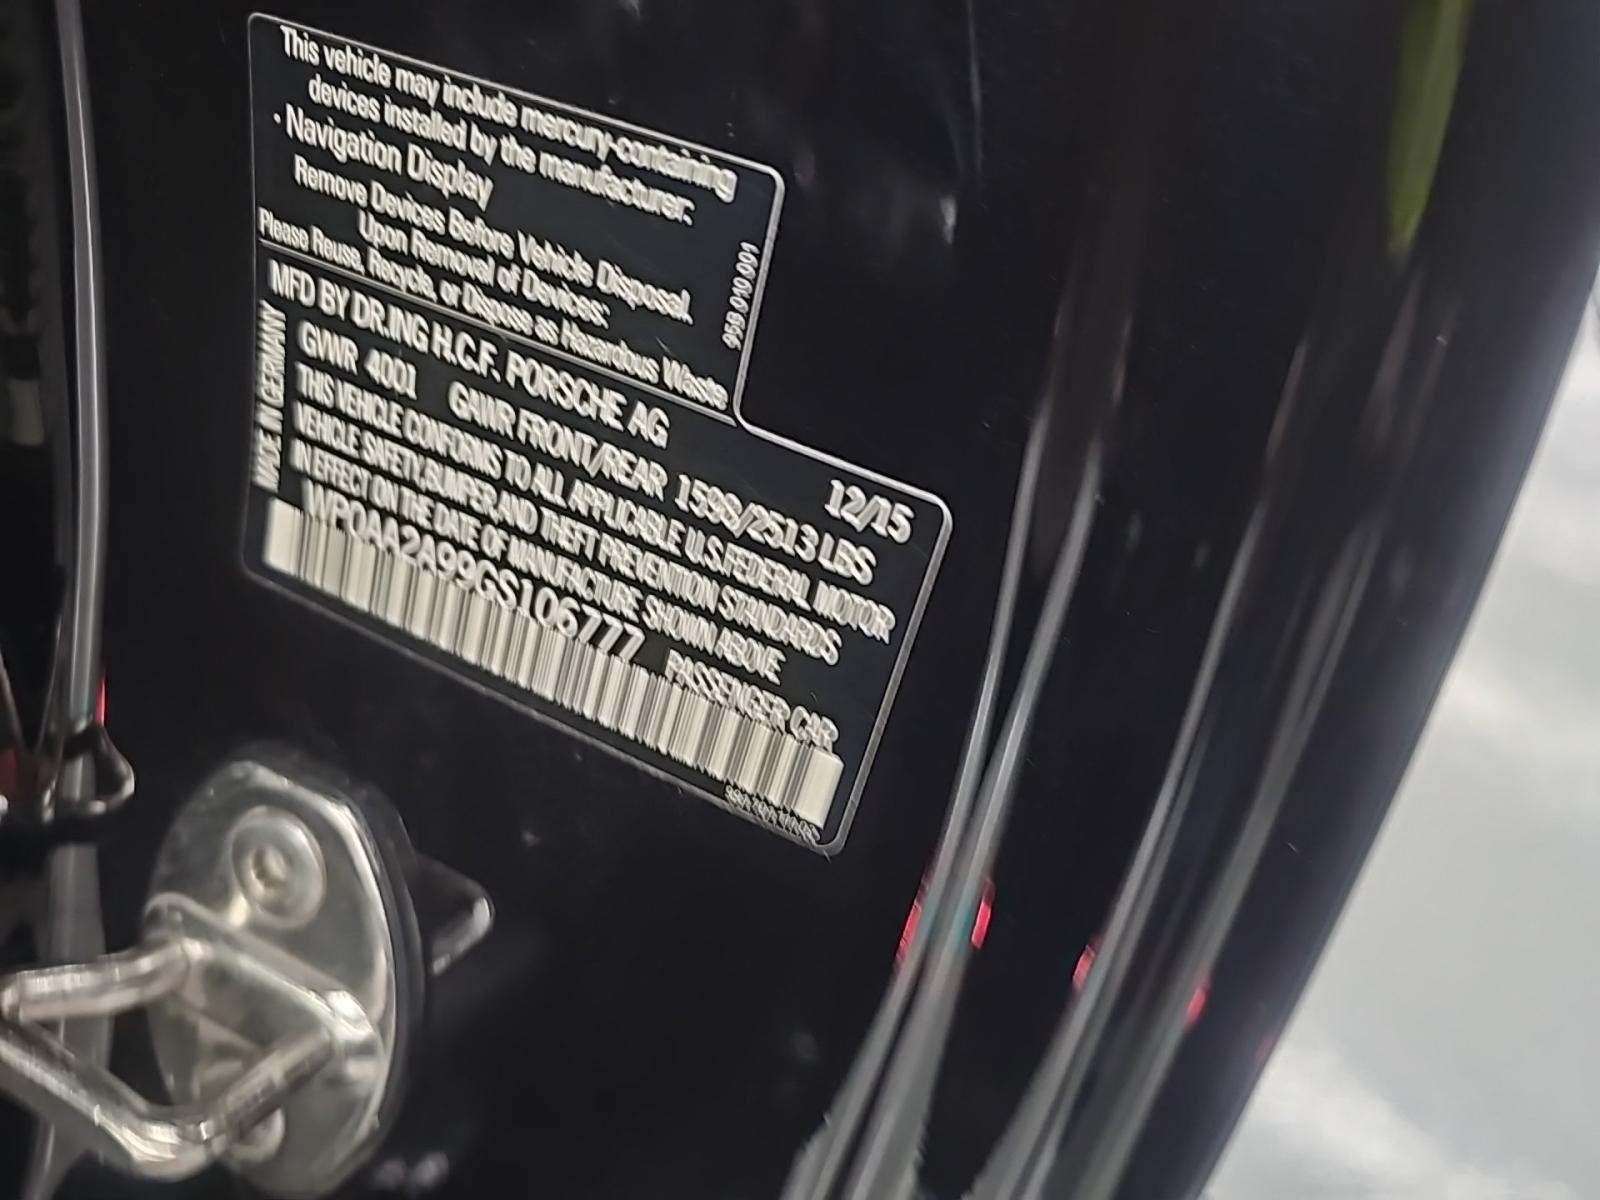 This vehicle may include mercury-containing
devices installed by the manufacturer:
• Navigation Display
Remove Devices Before Vehicle Disposal.
Upon Removal of Devices:
Please Reuse, Recycle, or Dispose as Hazardous Waste
95B.010.001
MFD BY DR.ING H.C.F. PORSCHE AG
12/15
GVWR 4001 GAWR FRONT/REAR 1598/2513 LBS
THIS VEHICLE CONFORMS TO ALL APPLICABLE U.S.FEDERAL MOTOR
VEHICLE SAFETY,BUMPER,AND THEFT PREVENTION STANDARDS
IN EFFECT ON THE DATE OF MANUFACTURE SHOWN ABOVE
WP0AA2A99GS106777 PASSENGER CAR
MADE IN GERMANY